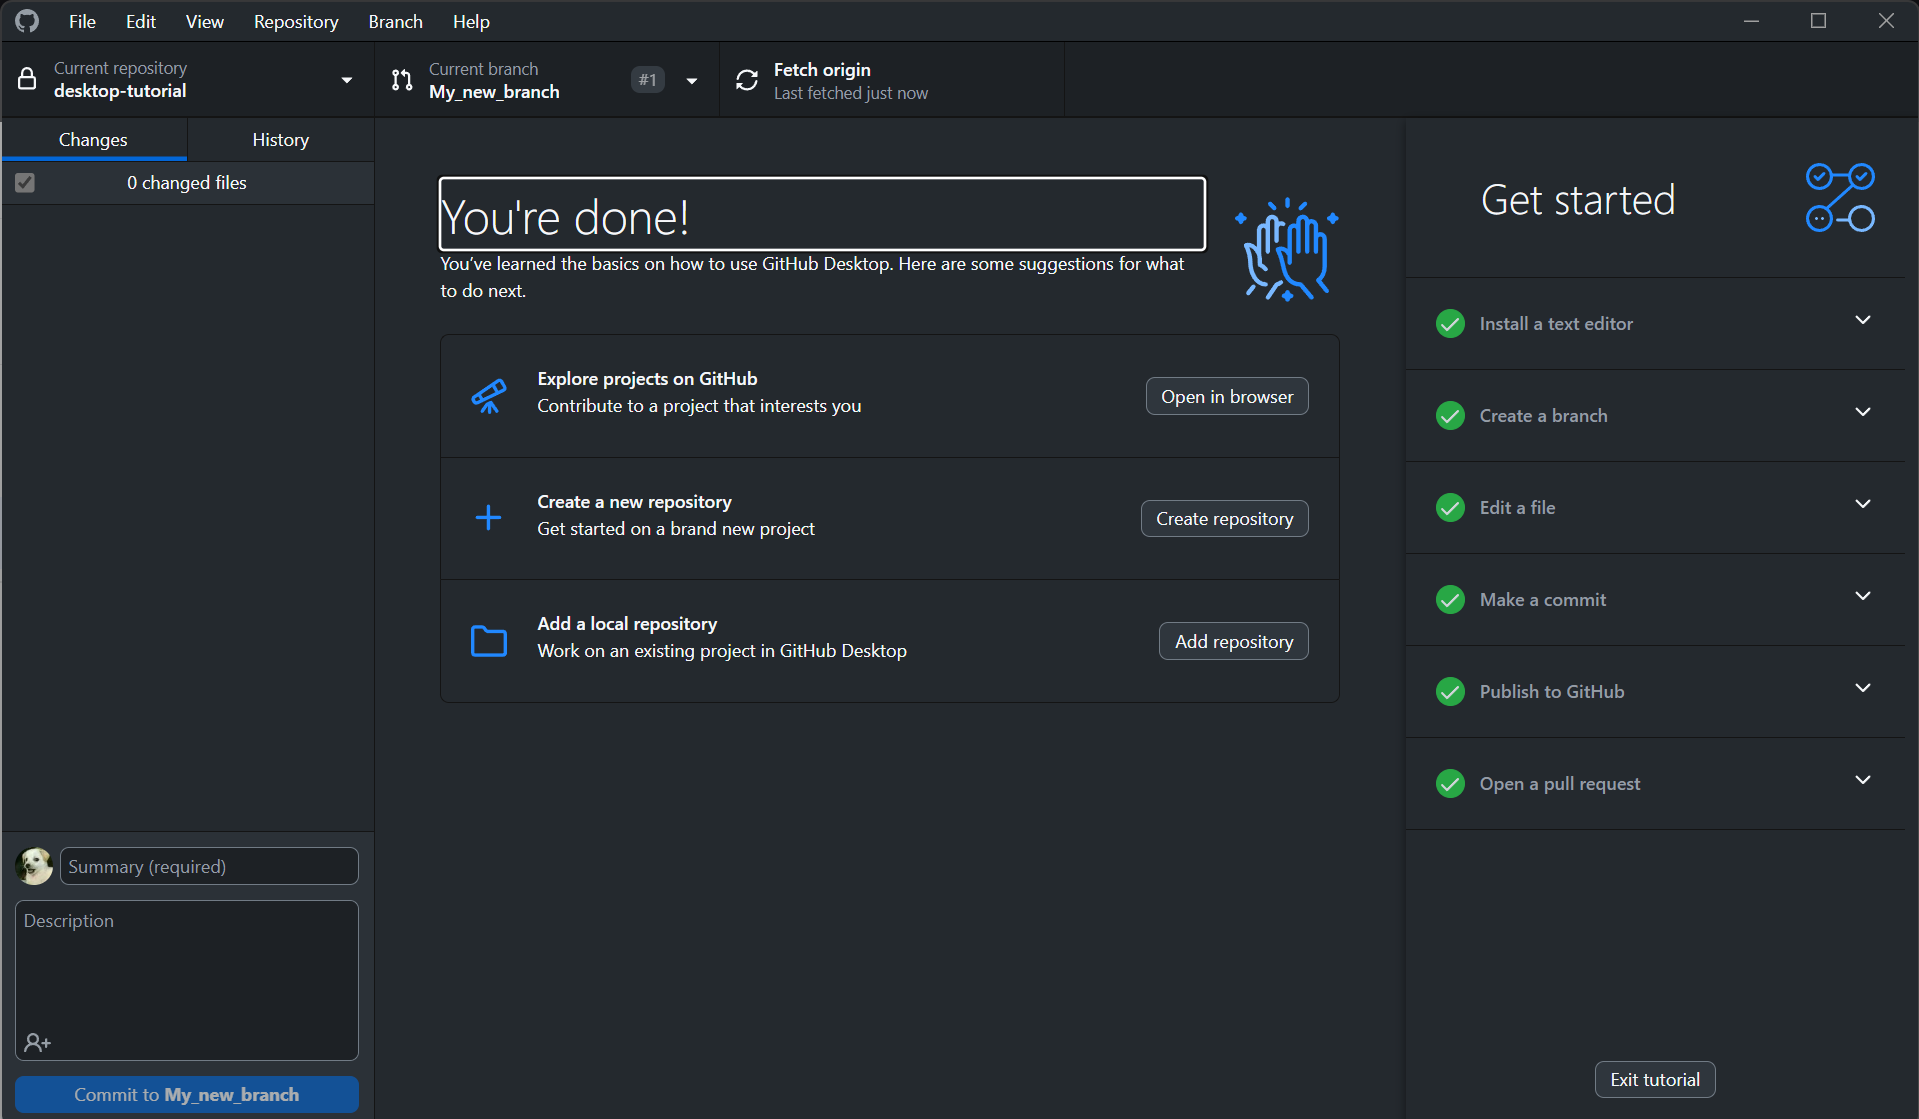 File Edit View Repository Branch Help
Current repository
desktop-tutorial
Current branch
My_new_branch
#1
Fetch origin
Last fetched just now
Changes
History
0 changed files
You're done!
You’ve learned the basics on how to use GitHub Desktop. Here are some suggestions for what
to do next.
Explore projects on GitHub
Contribute to a project that interests you
Open in browser
Create a new repository
Get started on a brand new project
Create repository
Add a local repository
Work on an existing project in GitHub Desktop
Add repository
Get started
Install a text editor
Create a branch
Edit a file
Make a commit
Publish to GitHub
Open a pull request
Exit tutorial
Summary (required)
Description
Commit to My_new_branch